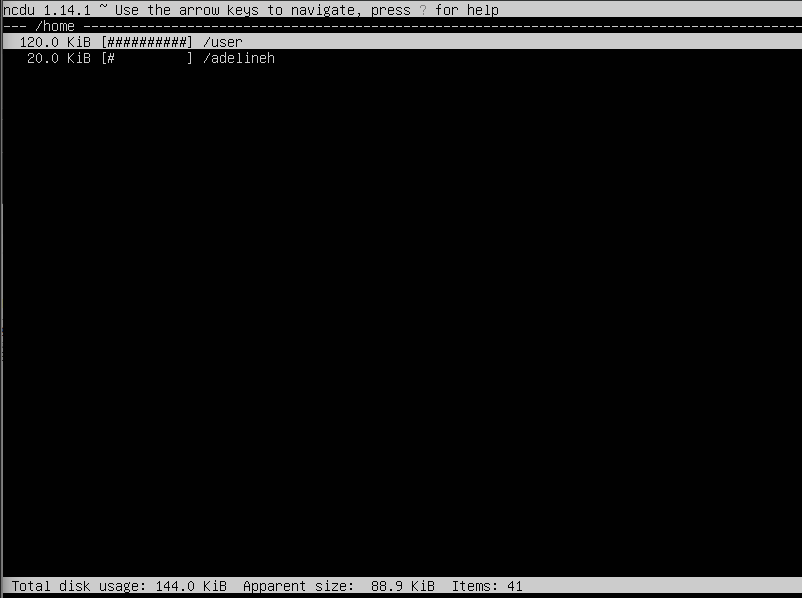 ncdu 1.14.1 ~ Use the arrow keys to navigate, press ? for help
--- /home ----------------------------------------------------------------------------------------
120.0 KiB [##########] /user
20.0 KiB [#         ] /adelineh
Total disk usage: 144.0 KiB  Apparent size:  88.9 KiB  Items: 41